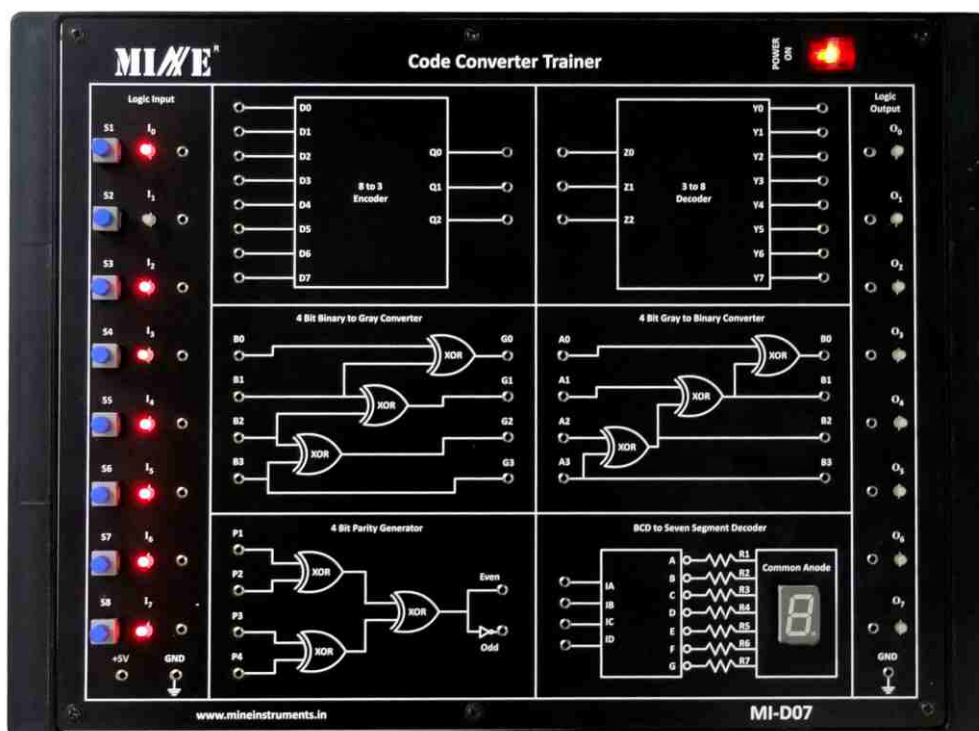 MINE®
Code Converter Trainer
POWER
ON
Logic Input
S1 I0
S2 I1
S3 I2
S4 I3
S5 I4
S6 I5
S7 I6
S8 I7
+5V GND
D0
D1
D2
D3
D4
D5
D6
D7
8 to 3
Encoder
Q0
Q1
Q2
Z0
Z1
Z2
3 to 8
Decoder
Y0
Y1
Y2
Y3
Y4
Y5
Y6
Y7
4 Bit Binary to Gray Converter
B0
B1
B2
B3
XOR
XOR
XOR
G0
G1
G2
G3
4 Bit Gray to Binary Converter
A0
A1
A2
A3
XOR
XOR
XOR
B0
B1
B2
B3
4 Bit Parity Generator
P1
P2
P3
P4
XOR
XOR
XOR
Even
Odd
BCD to Seven Segment Decoder
IA
IB
IC
ID
A R1
B R2
C R3
D R4
E R5
F R6
G R7
Common Anode
Logic
Output
O0
O1
O2
O3
O4
O5
O6
O7
GND
www.mineinstruments.in
MI-D07